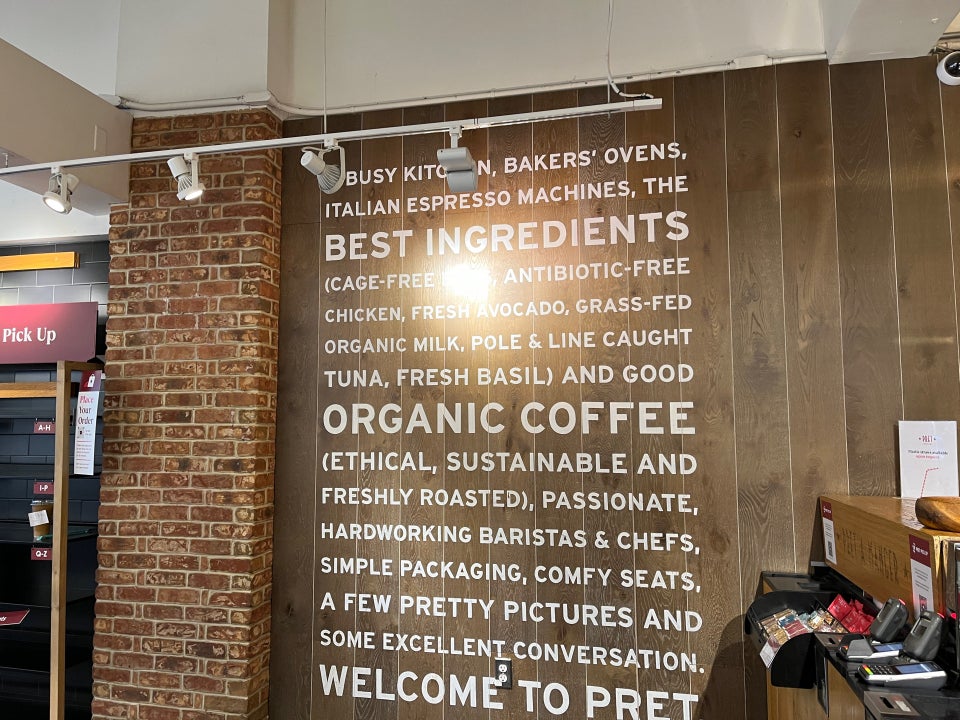 BUSY KITCHEN, BAKERS' OVENS,
ITALIAN ESPRESSO MACHINES, THE
BEST INGREDIENTS
(CAGE-FREE , ANTIBIOTIC-FREE
CHICKEN, FRESH AVOCADO, GRASS-FED
ORGANIC MILK, POLE & LINE CAUGHT
TUNA, FRESH BASIL) AND GOOD
ORGANIC COFFEE
(ETHICAL, SUSTAINABLE AND
FRESHLY ROASTED), PASSIONATE,
HARDWORKING BARISTAS & CHEFS,
SIMPLE PACKAGING, COMFY SEATS,
A FEW PRETTY PICTURES AND
SOME EXCELLENT CONVERSATION.
WELCOME TO PRET
Pick Up
Place
Your
Order
A-H
I-P
Q-Z
PRET